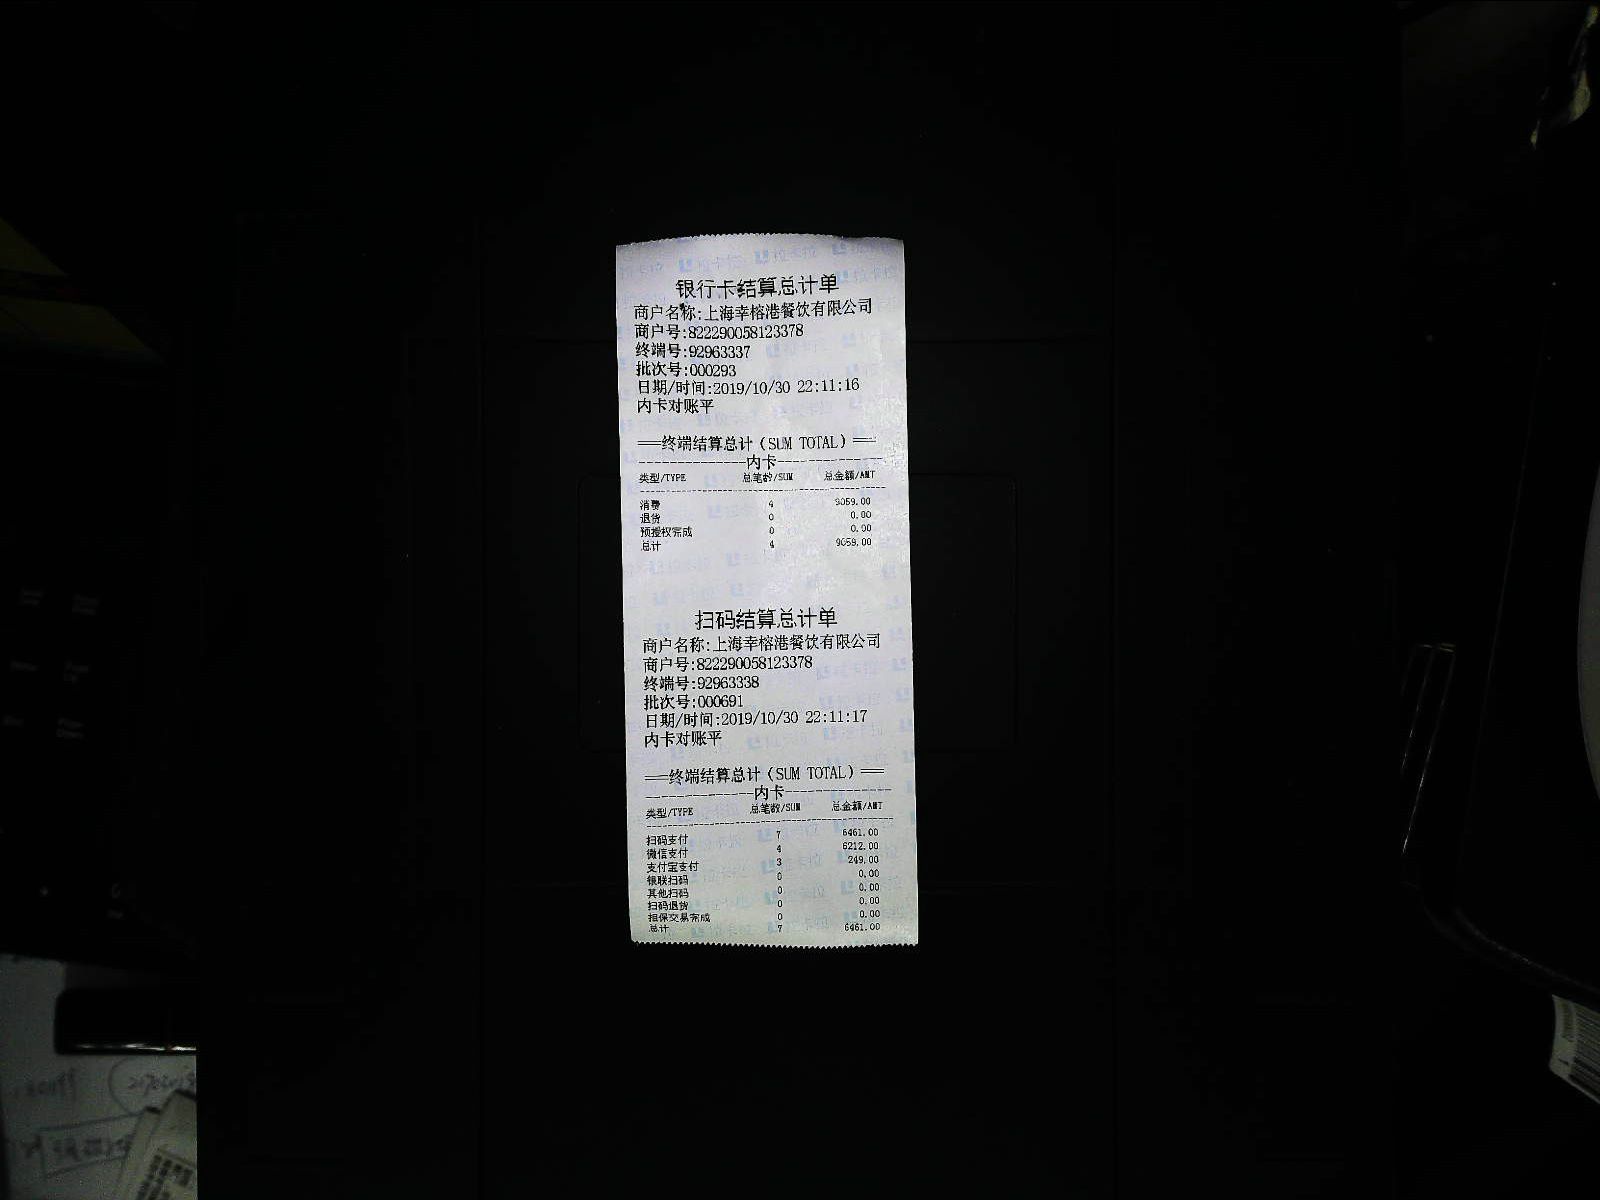 银行卡结算总计单
商户名称:上海幸榕港餐饮有限公司
商户号:822290058123378
终端号:92963337
批次号:000293
日期/时间:2019/10/30 22:11:16
内卡对账平
══终端结算总计（SUM TOTAL）══
----------------内卡----------------
类型/TYPE 总笔数/SUM 总金额/AMT
消费 4 9059.00
退货 0 0.00
预授权完成 0 0.00
总计 4 9059.00
扫码结算总计单
商户名称:上海幸榕港餐饮有限公司
商户号:822290058123378
终端号:92963338
批次号:000691
日期/时间:2019/10/30 22:11:17
内卡对账平
══终端结算总计（SUM TOTAL）══
----------------内卡----------------
类型/TYPE 总笔数/SUM 总金额/AMT
扫码支付 7 6461.00
微信支付 4 6212.00
支付宝支付 3 249.00
银联扫码 0 0.00
其他扫码 0 0.00
扫码退货 0 0.00
担保交易完成 0 0.00
总计 7 6461.00